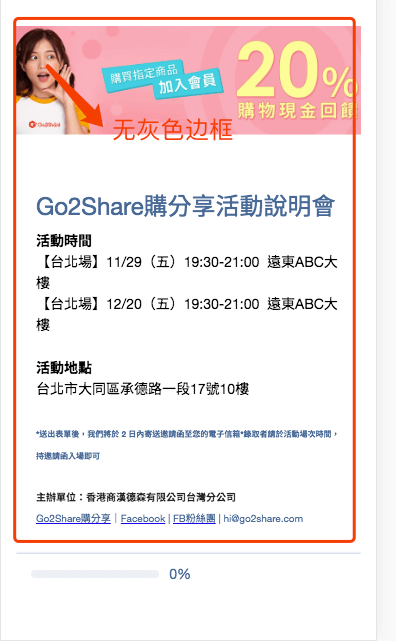 購買指定商品
加入會員
20%
購物現金回饋
Go2Share
无灰色边框
Go2Share購分享活動說明會
活動時間
【台北場】11/29（五）19:30-21:00 遠東ABC大
樓
【台北場】12/20（五）19:30-21:00 遠東ABC大
樓
活動地點
台北市大同區承德路一段17號10樓
*送出表單後，我們將於 2 日內寄送邀請函至您的電子信箱*錄取者請於活動場次時間，
持邀請函入場即可
主辦單位：香港商漢德森有限公司台灣分公司
Go2Share購分享 | Facebook | FB粉絲團 | hi@go2share.com
0%